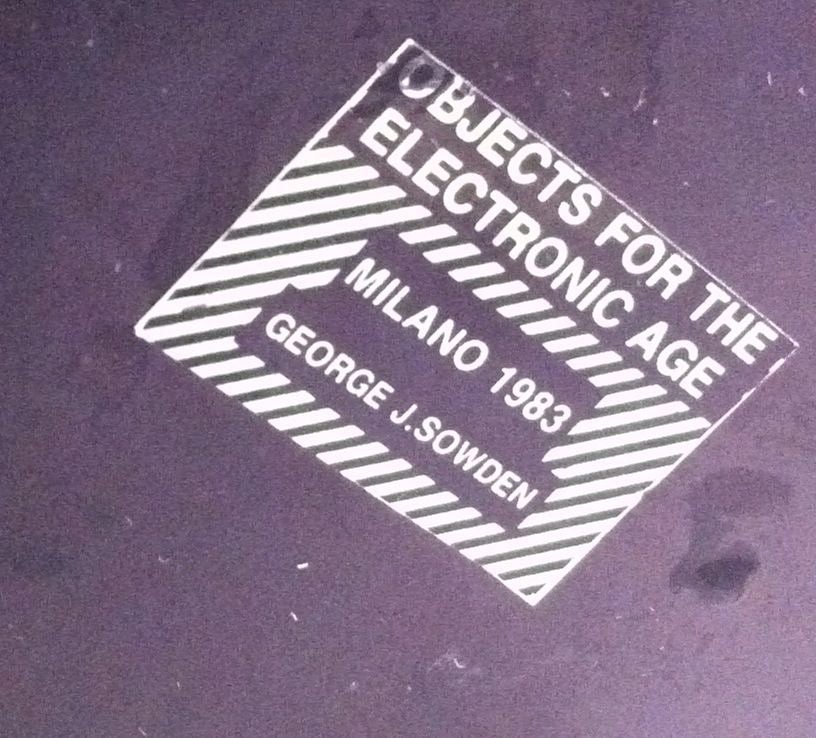 OBJECTS FOR THE
ELECTRONIC AGE
MILANO 1983
GEORGE J.SOWDEN